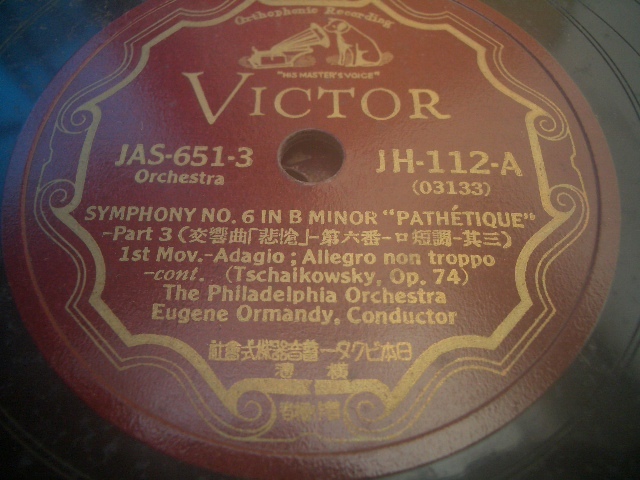 Orthophonic Recording
"HIS MASTER'S VOICE"
VICTOR
JAS-651-3 JH-112-A
Orchestra (03133)
SYMPHONY NO. 6 IN B MINOR "PATHÉTIQUE"
-Part 3 (交響曲「悲愴」-第六番-ロ短調-其三)
1st Mov.-Adagio; Allegro non troppo
-cont. (Tschaikowsky, Op. 74)
The Philadelphia Orchestra
Eugene Ormandy, Conductor
社會式株器音蓄ータクビ本日
濱橫